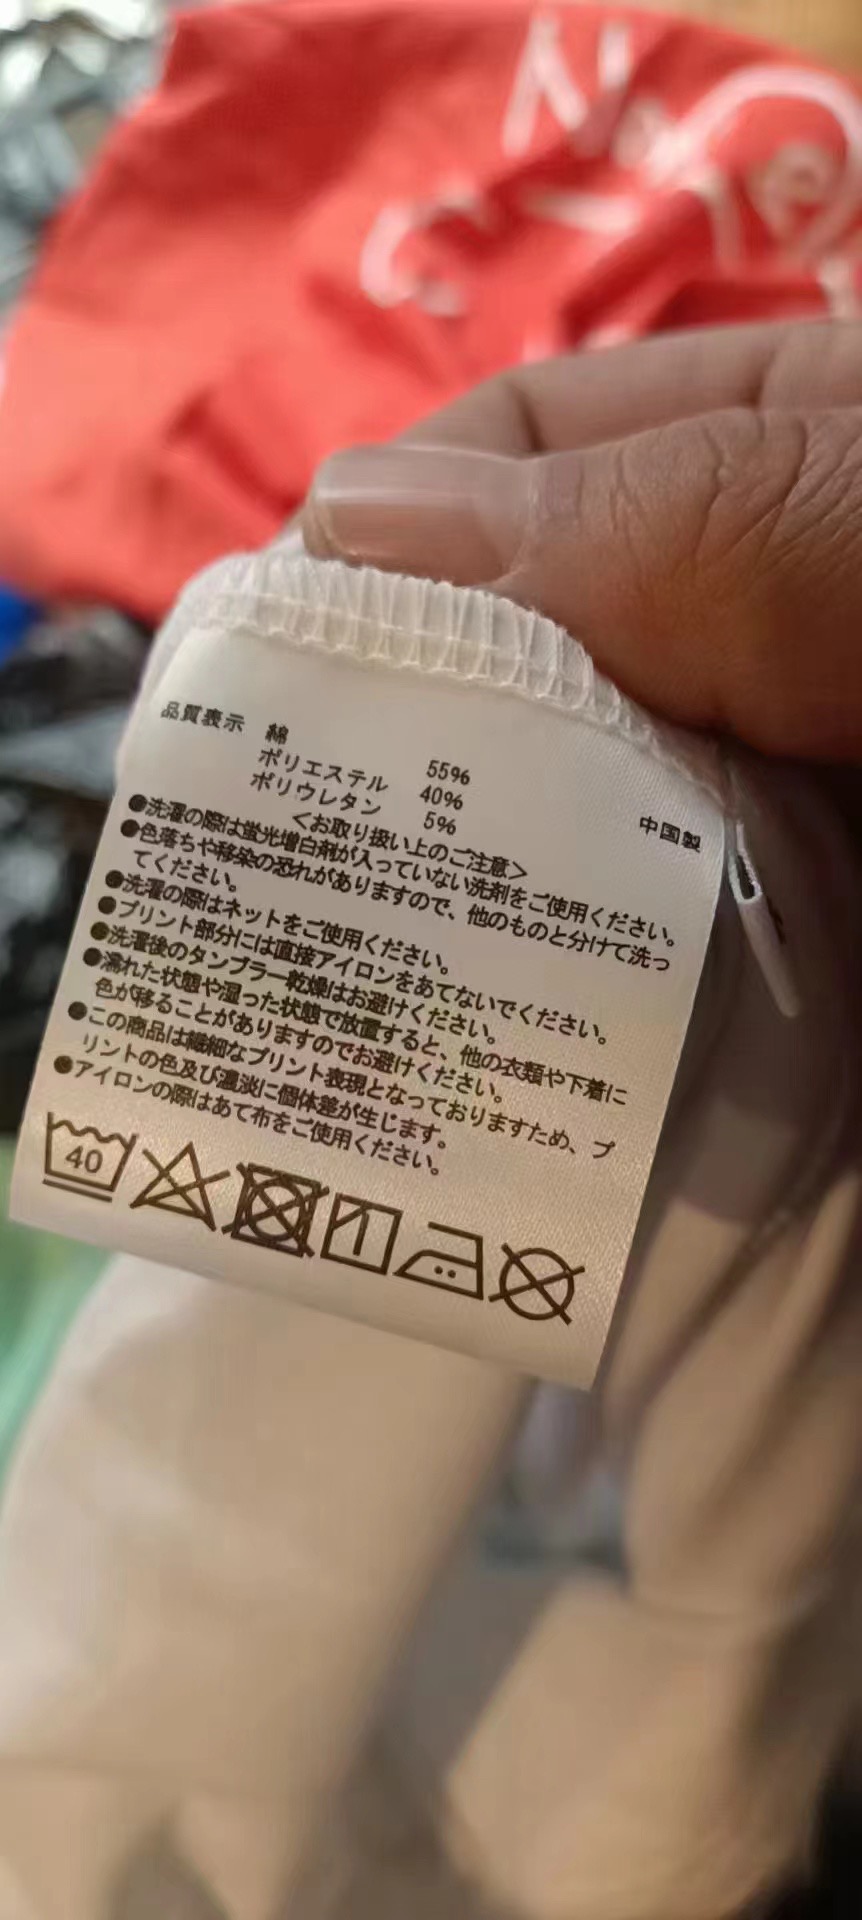 品質表示 綿 55%
ポリエステル 40%
ポリウレタン 5%
中国製
<お取り扱い上のご注意>
●洗濯の際は蛍光増白剤が入っていない洗剤をご使用ください。
●色落ちや移染の恐れがありますので、他のものと分けて洗っ
てください。
●洗濯の際はネットをご使用ください。
●プリント部分には直接アイロンをあてないでください。
●洗濯後のタンブラー乾燥はお避けください。
●濡れた状態や湿った状態で放置すると、他の衣類や下着に
色が移ることがありますのでお避けください。
●この商品は繊細なプリント表現となっておりますため、プ
リントの色及び濃淡に個体差が生じます。
●アイロンの際はあて布をご使用ください。
40